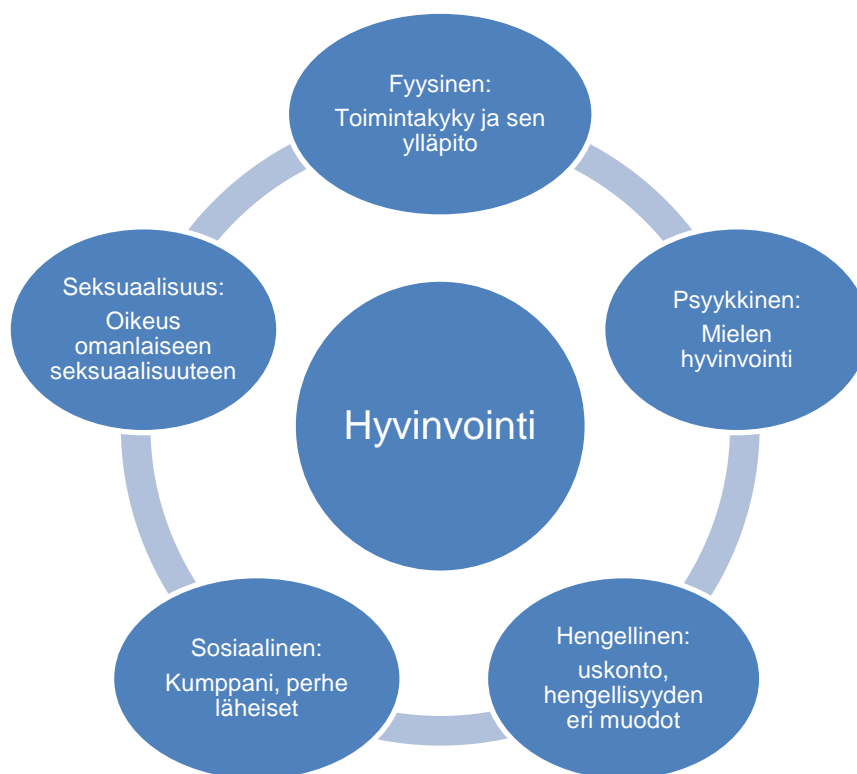 Fyysinen:
Toimintakyky ja sen
ylläpito
Psyykkinen:
Mielen
hyvinvointi
Hengellinen:
uskonto,
hengellisyyden
eri muodot
Sosiaalinen:
Kumppani, perhe
läheiset
Seksuaalisuus:
Oikeus
omanlaiseen
seksuaalisuuteen
Hyvinvointi